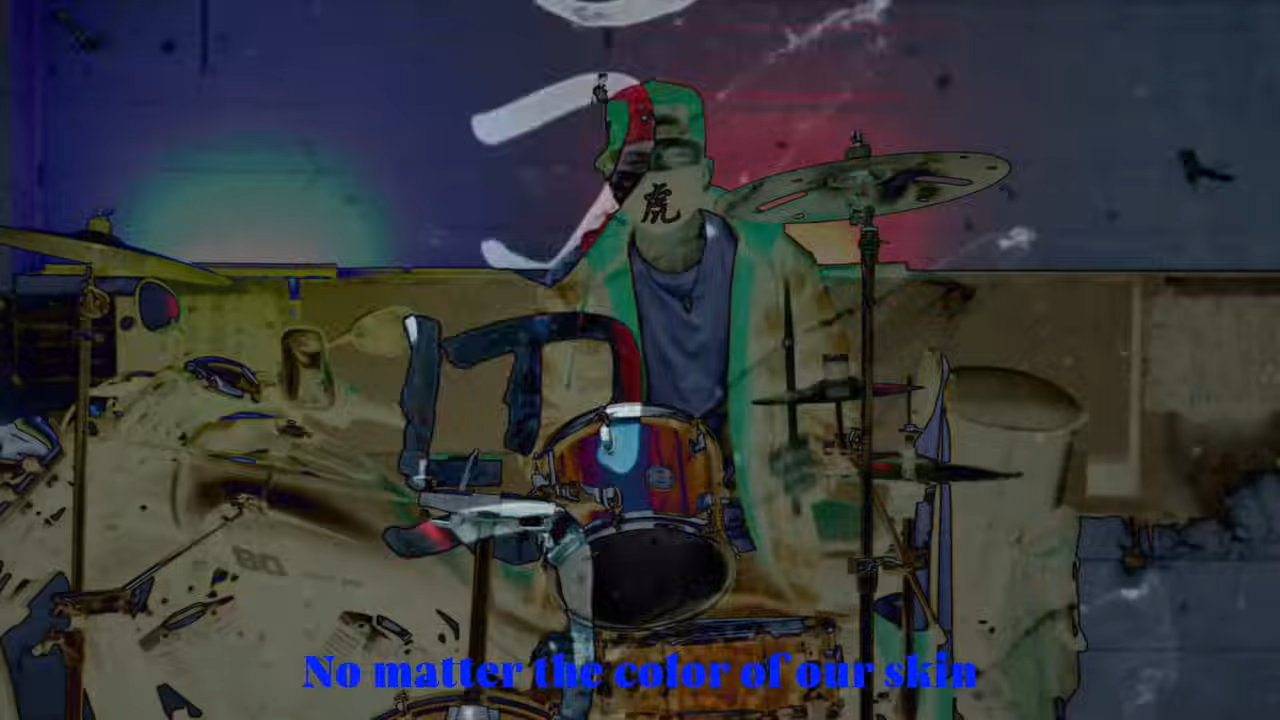 虎
No matter the color of our skin